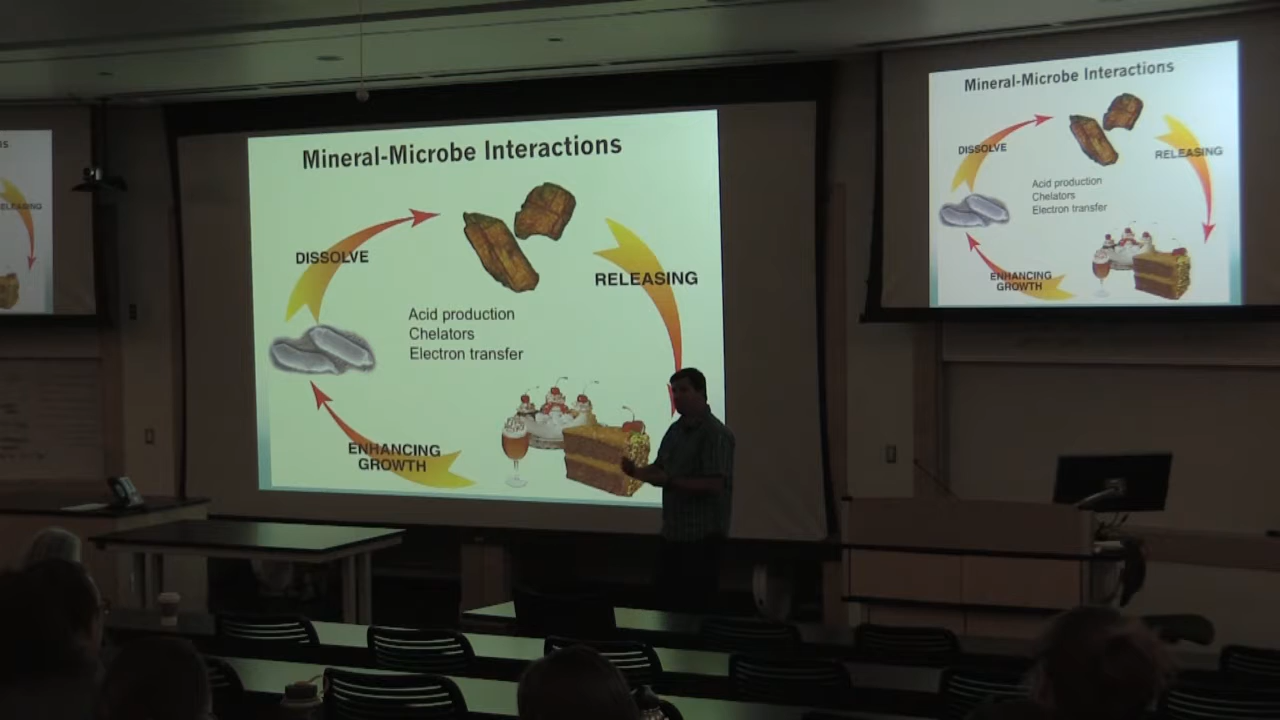 Mineral-Microbe Interactions
DISSOLVE
RELEASING
Acid production
Chelators
Electron transfer
ENHANCING
GROWTH
Mineral-Microbe Interactions
DISSOLVE
RELEASING
Acid production
Chelators
Electron transfer
ENHANCING
GROWTH